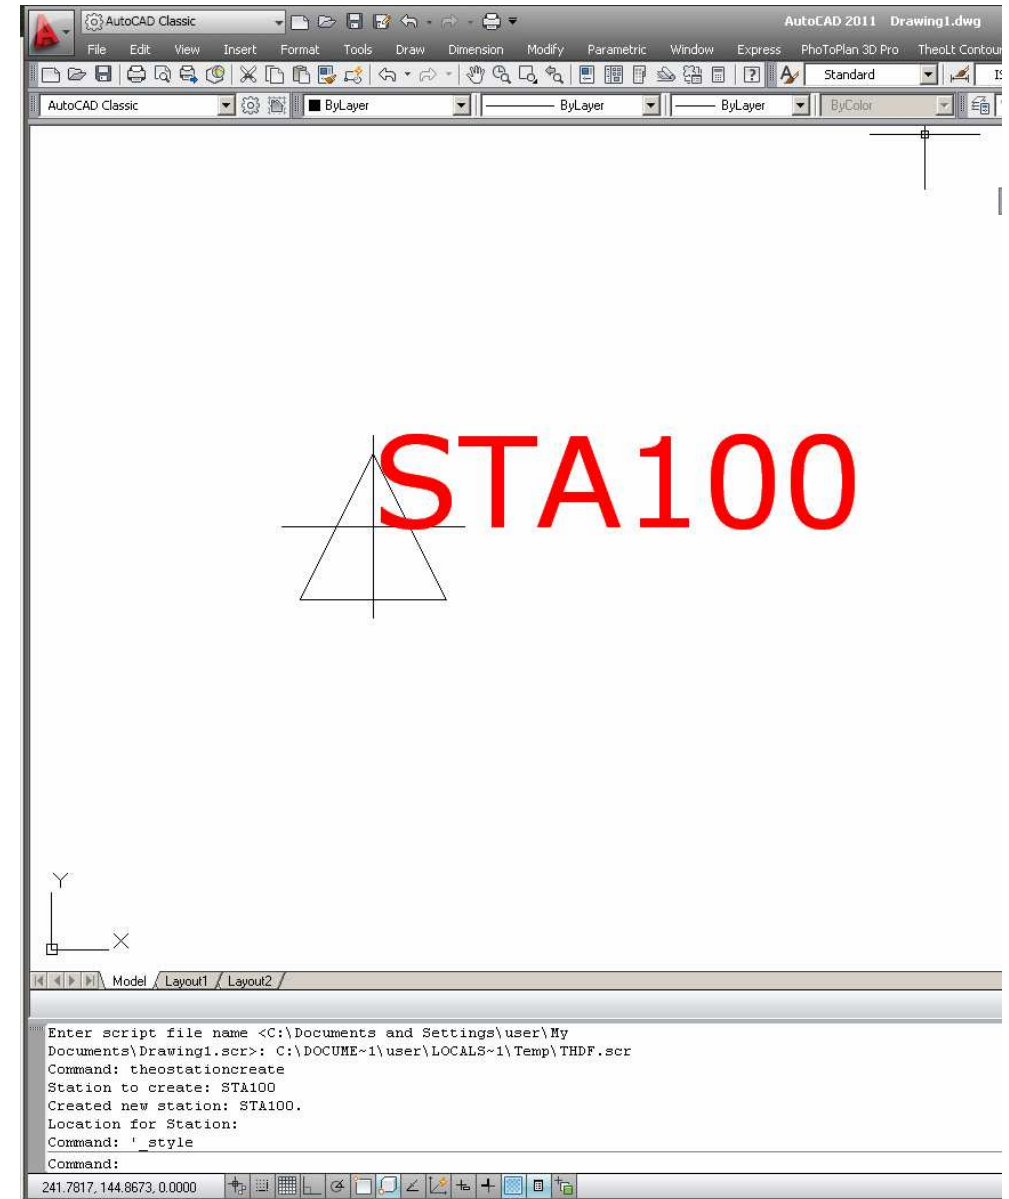 AutoCAD Classic AutoCAD 2011 Drawing1.dwg
File Edit View Insert Format Tools Draw Dimension Modify Parametric Window Express PhoToPlan 3D Pro TheoLt Contour
Standard
AutoCAD Classic ByLayer ByLayer ByLayer ByColor
STA100
Y
X
Model Layout1 Layout2
Enter script file name <C:\Documents and Settings\user\My
Documents\Drawing1.scr>: C:\DOCUME~1\user\LOCALS~1\Temp\THDF.scr
Command: theostationcreate
Station to create: STA100
Created new station: STA100.
Location for Station:
Command: '_style
Command:
241.7817, 144.8673, 0.0000